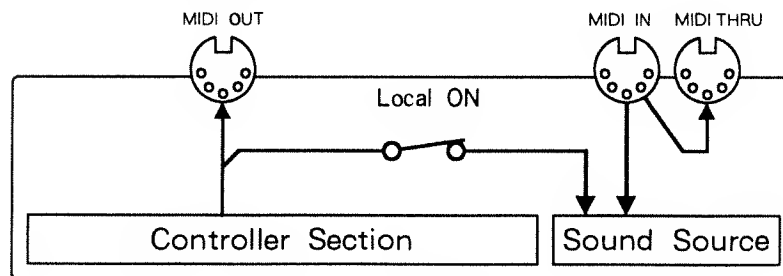 MIDI OUT
MIDI IN
MIDI THRU
Local ON
Controller Section
Sound Source